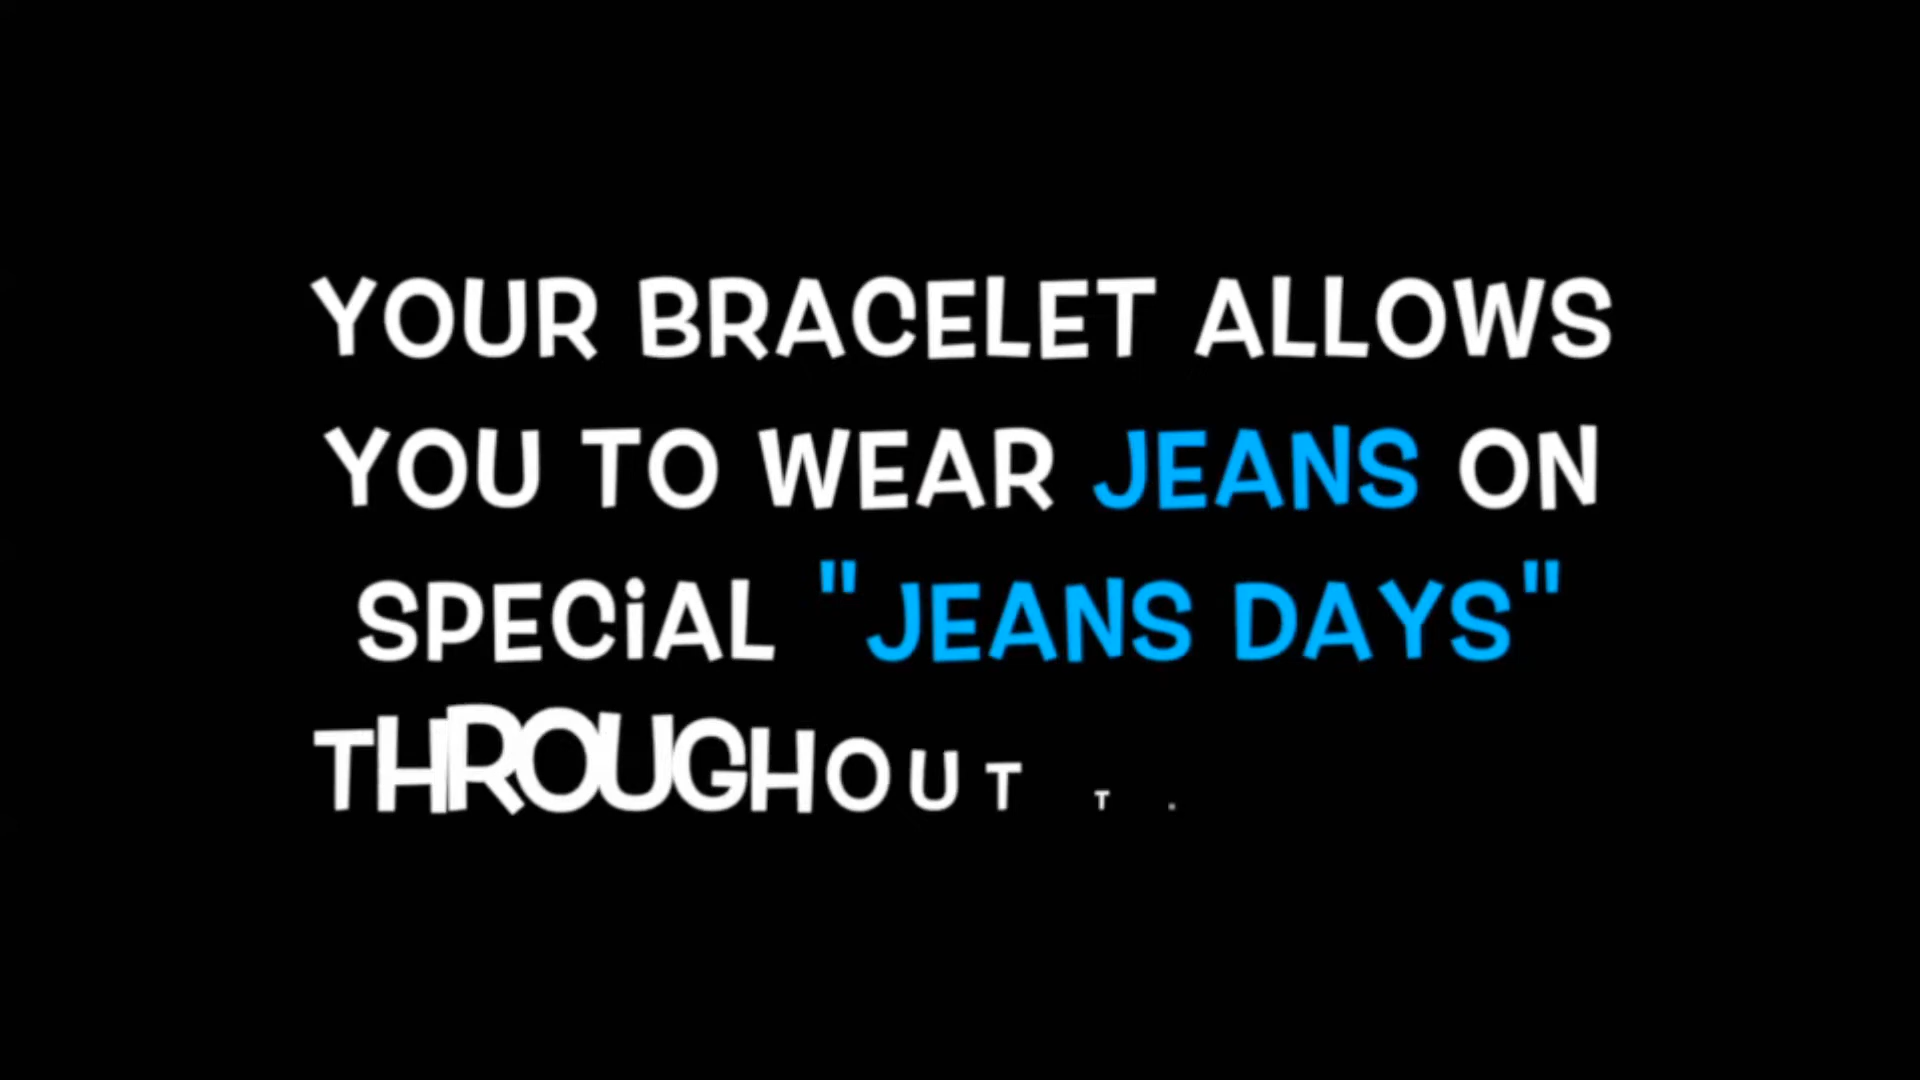 YOUR BRACELET ALLOWS
YOU TO WEAR JEANS ON
SPECiAL "JEANS DAYS"
THROUGHOUT T